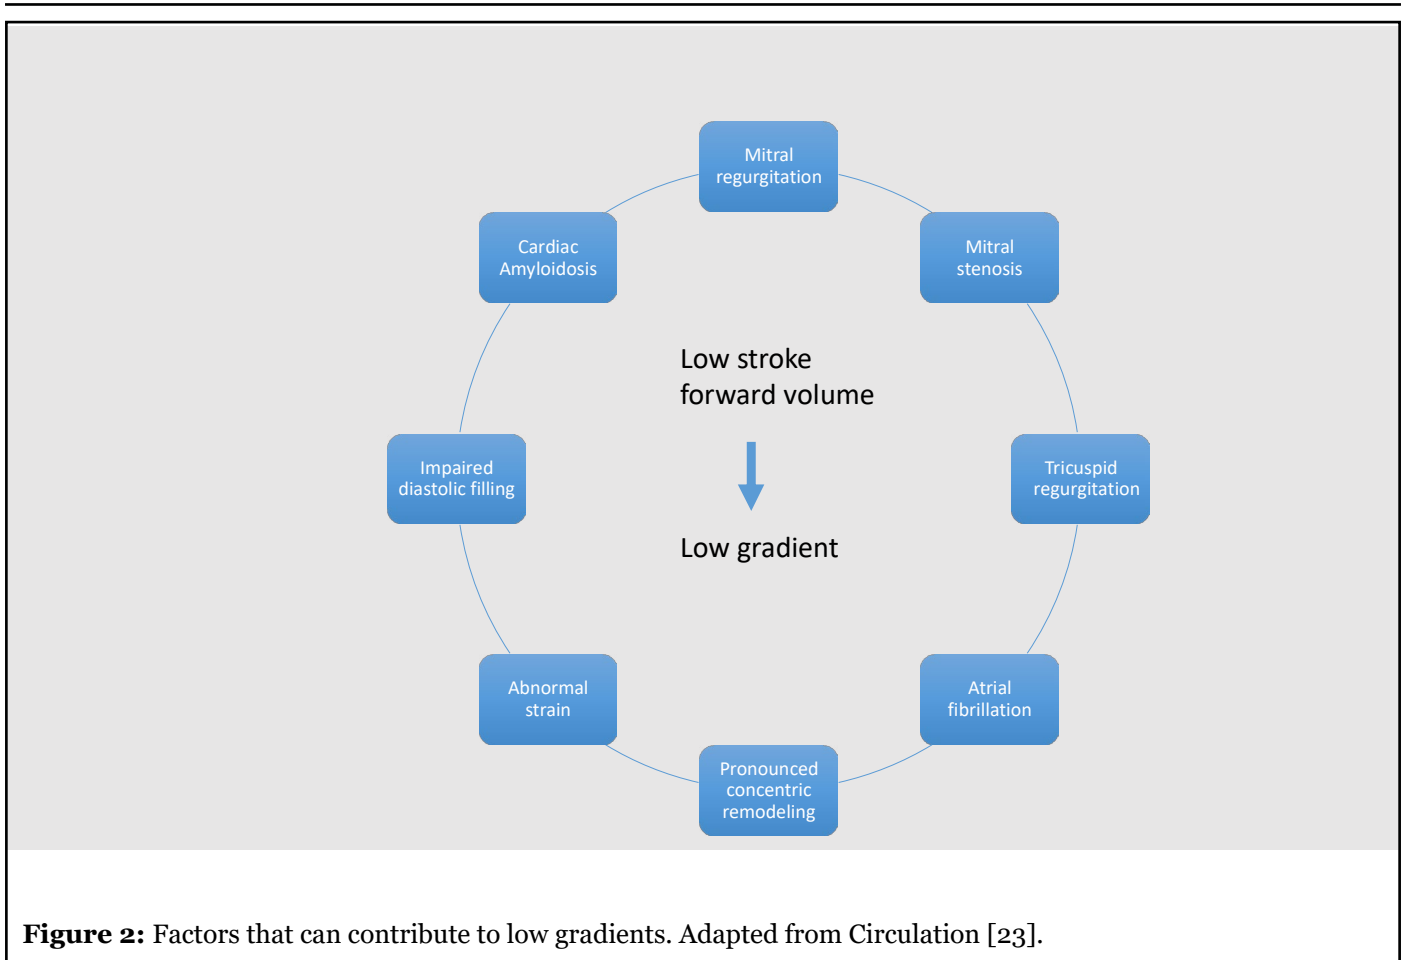 Mitral
regurgitation
Cardiac
Amyloidosis
Mitral
stenosis
Low stroke
forward volume
Impaired
diastolic filling
Tricuspid
regurgitation
Low gradient
Abnormal
strain
Atrial
fibrillation
Pronounced
concentric
remodeling
Figure 2: Factors that can contribute to low gradients. Adapted from Circulation [23].